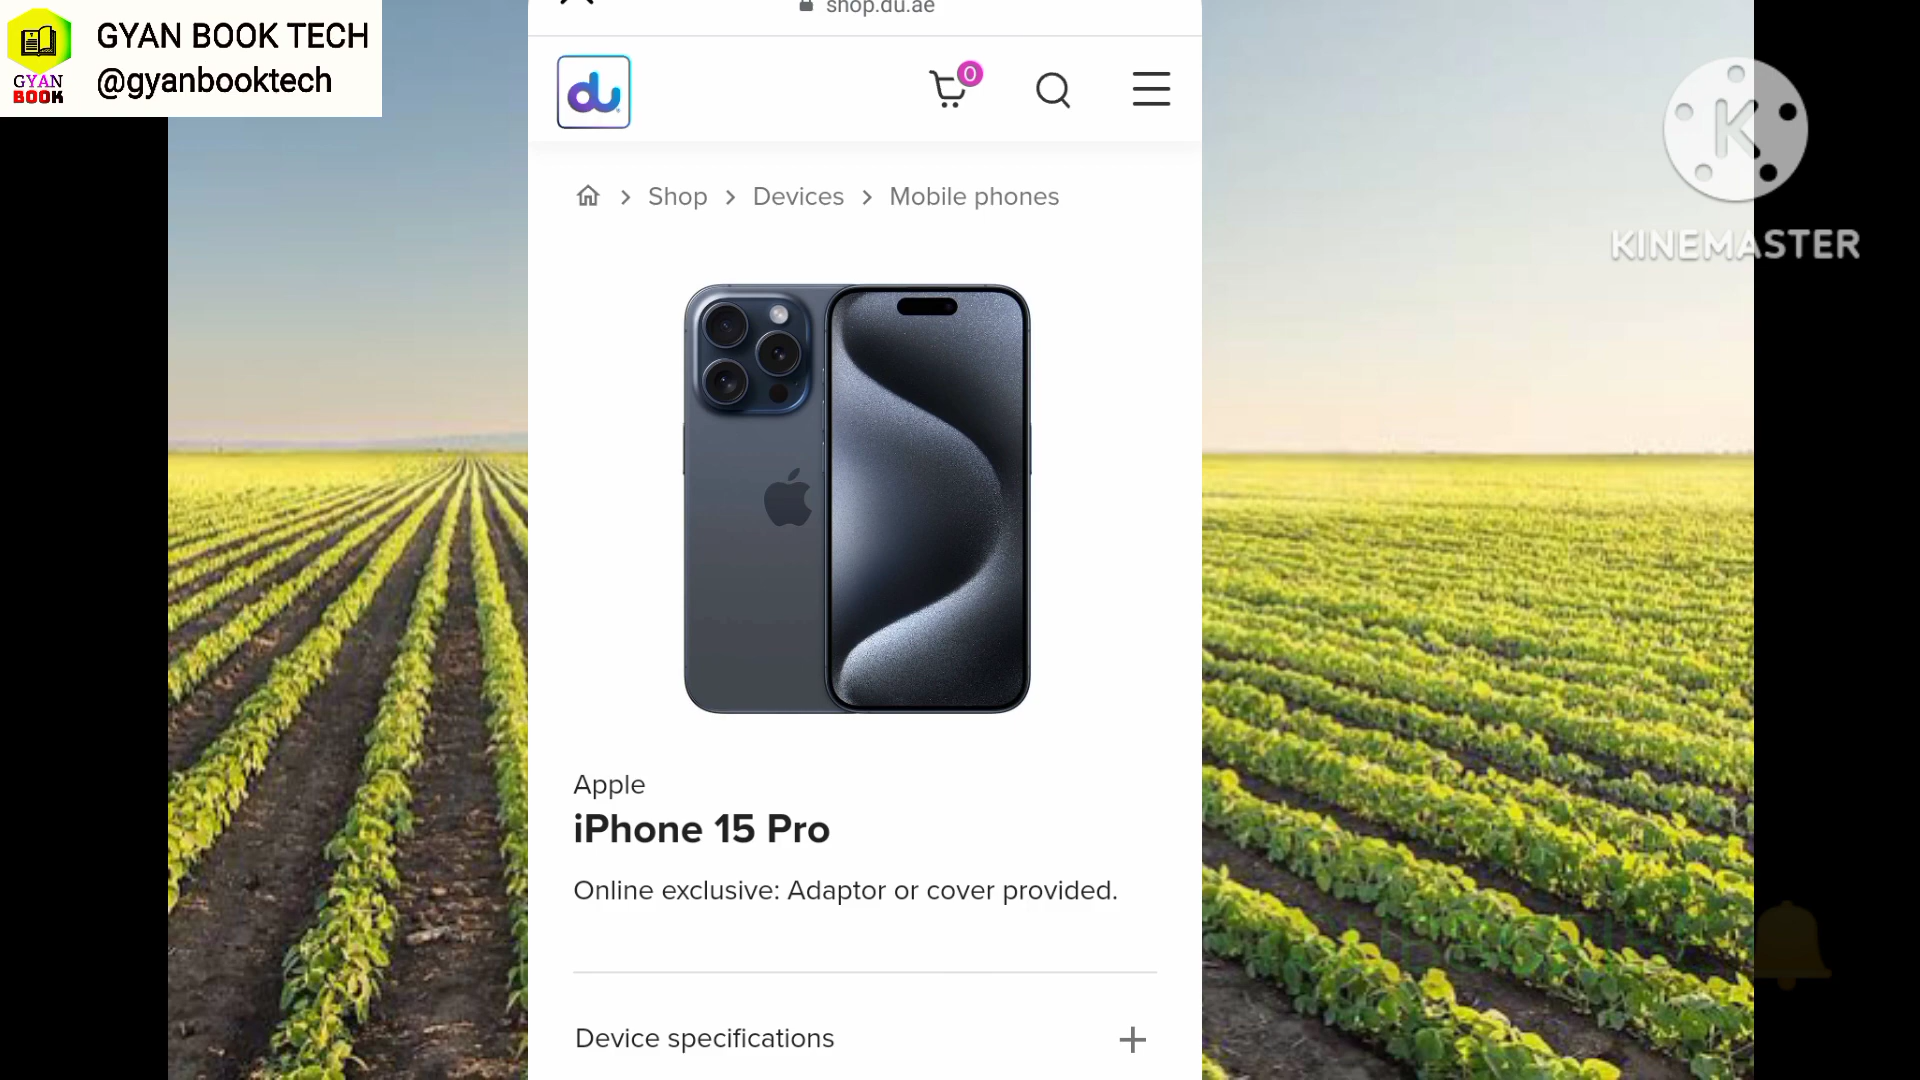 GYAN BOOK TECH
@gyanbooktech
GYAN
BOOK
shop.du.ae
du
0
Shop
Devices
Mobile phones
K
KINEMASTER
Apple
iPhone 15 Pro
Online exclusive: Adaptor or cover provided.
Device specifications